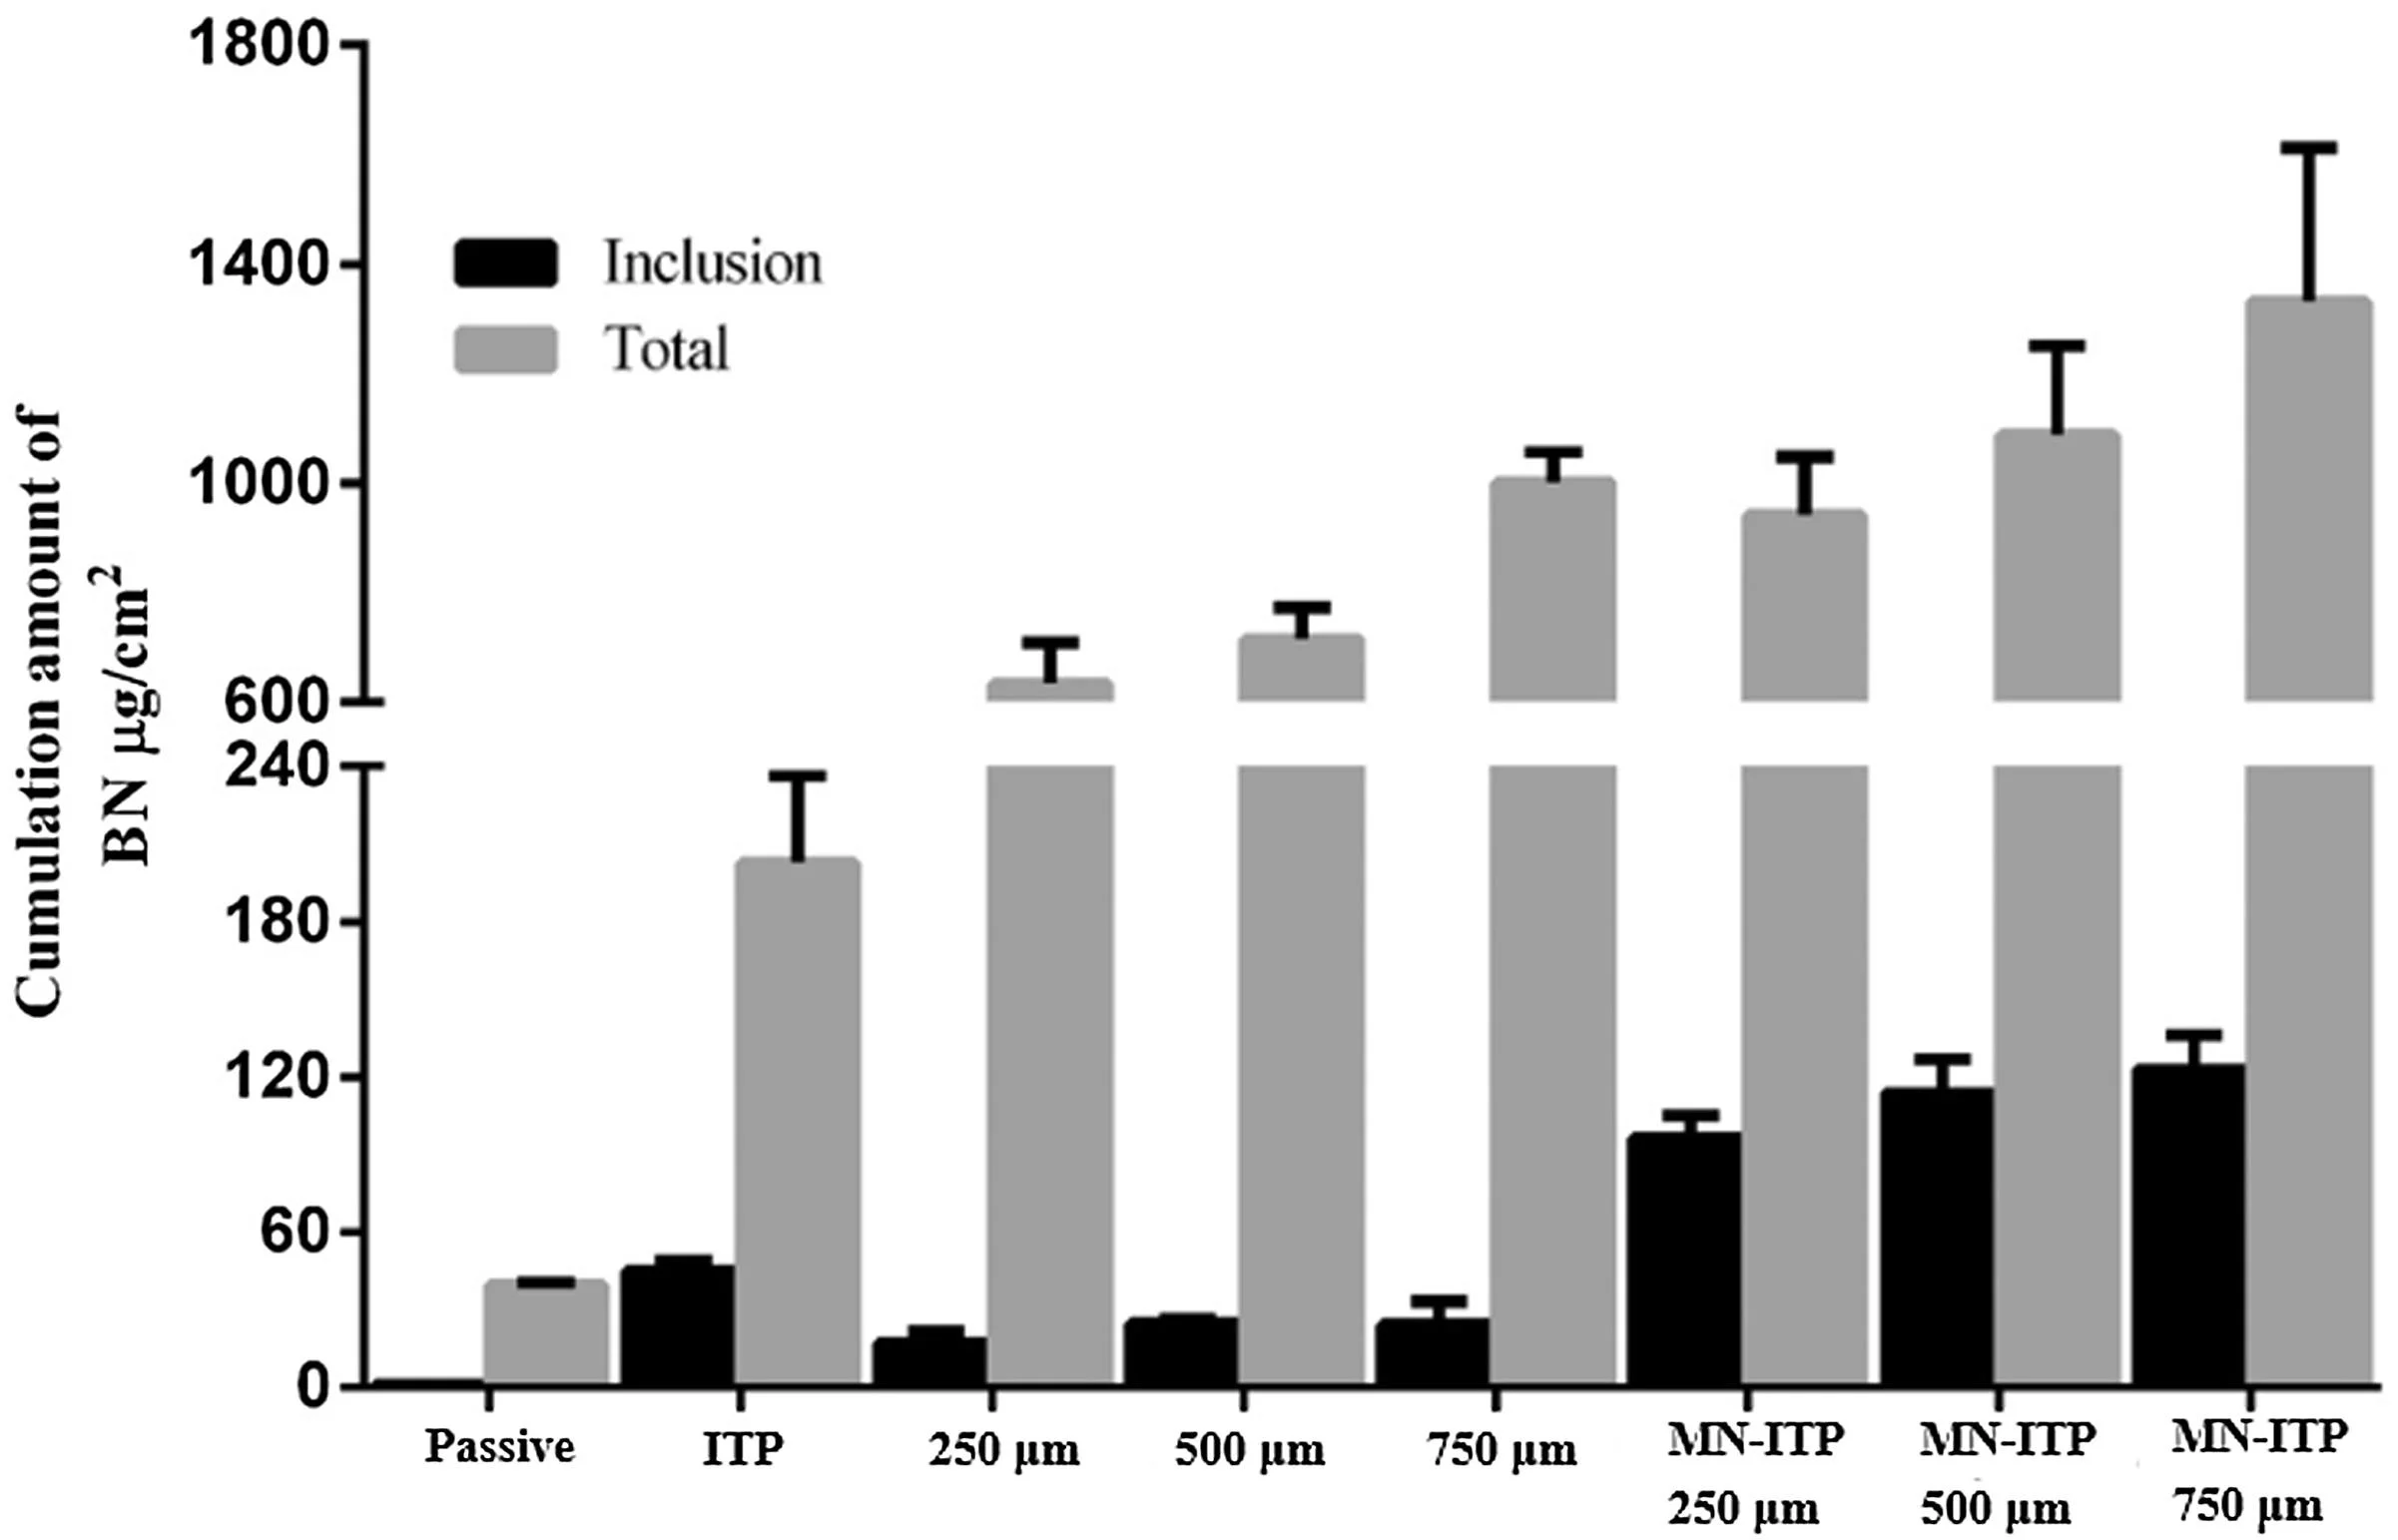 1800
1400
1000
600
240
180
120
60
0
Cumulation amount of
BN µg/cm²
Inclusion
Total
Passive
ITP
250 µm
500 µm
750 µm
MN-ITP
250 µm
MN-ITP
500 µm
MN-ITP
750 µm